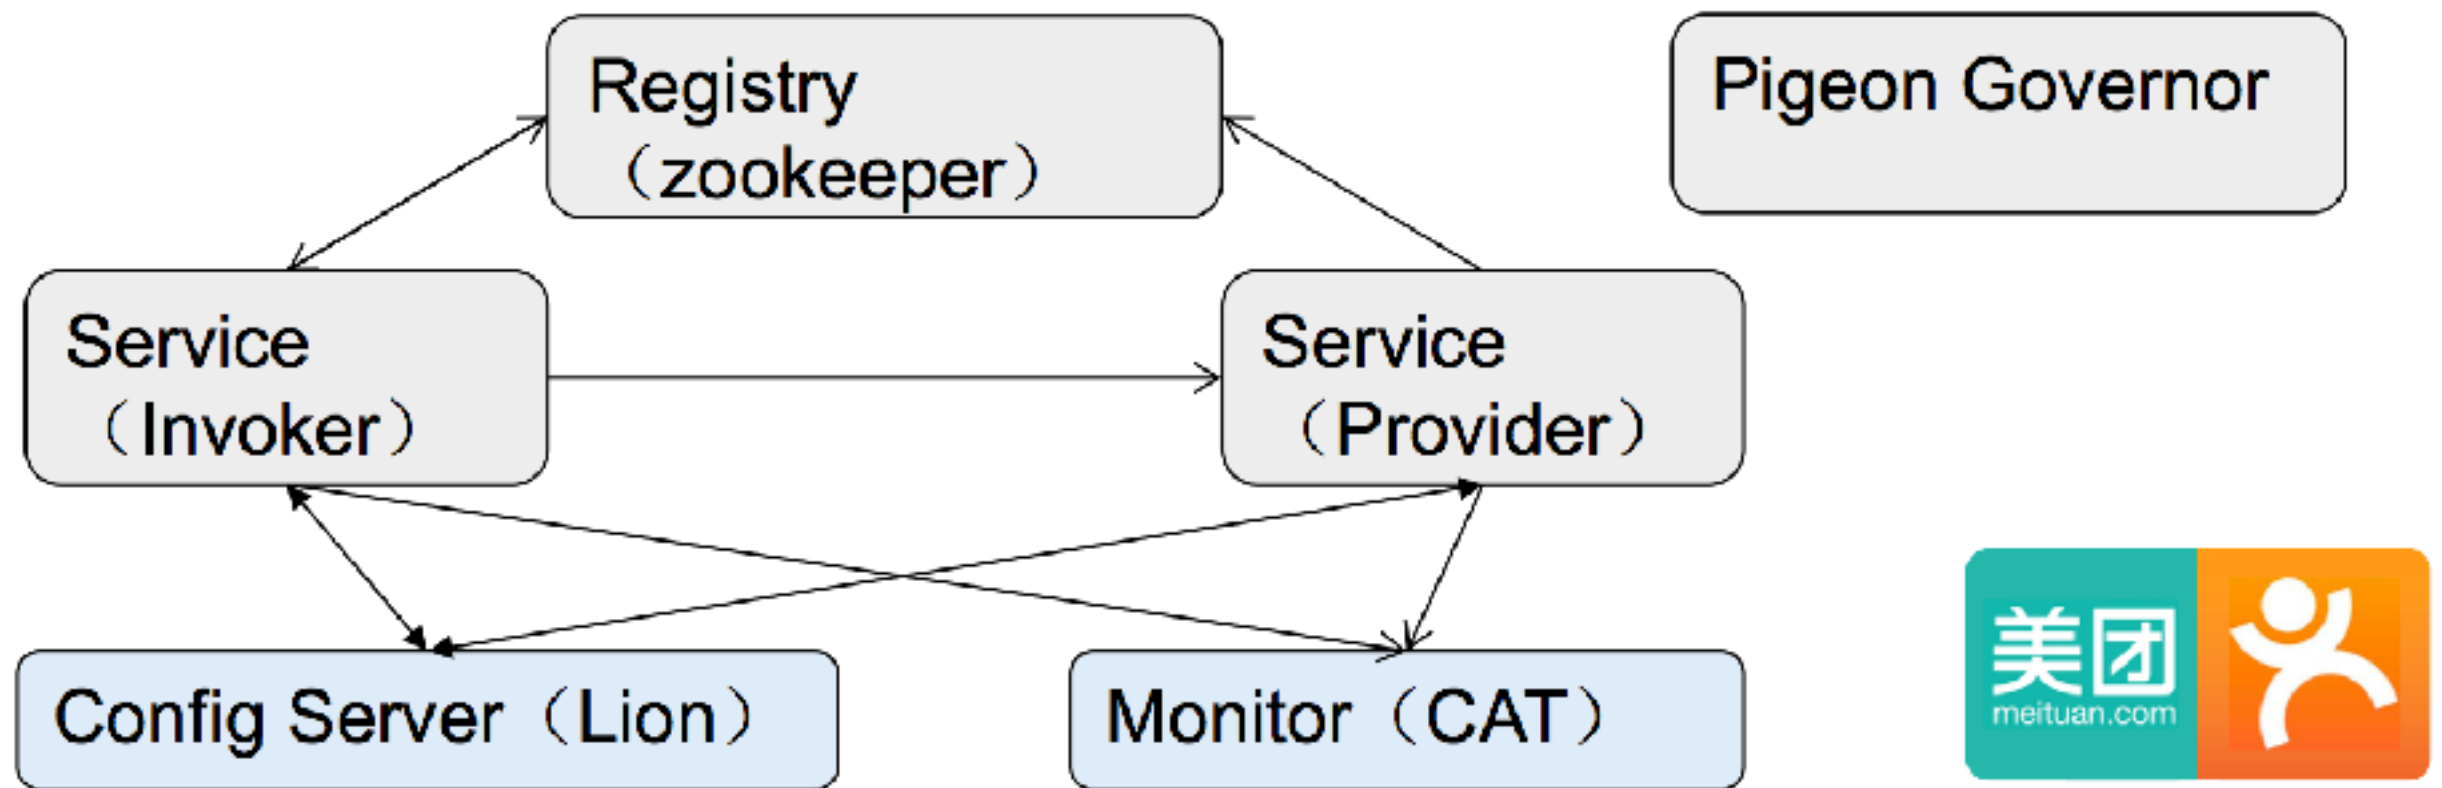 Registry
（zookeeper）
Pigeon Governor
Service
（Invoker）
Service
（Provider）
Config Server（Lion）
Monitor（CAT）
美团
meituan.com